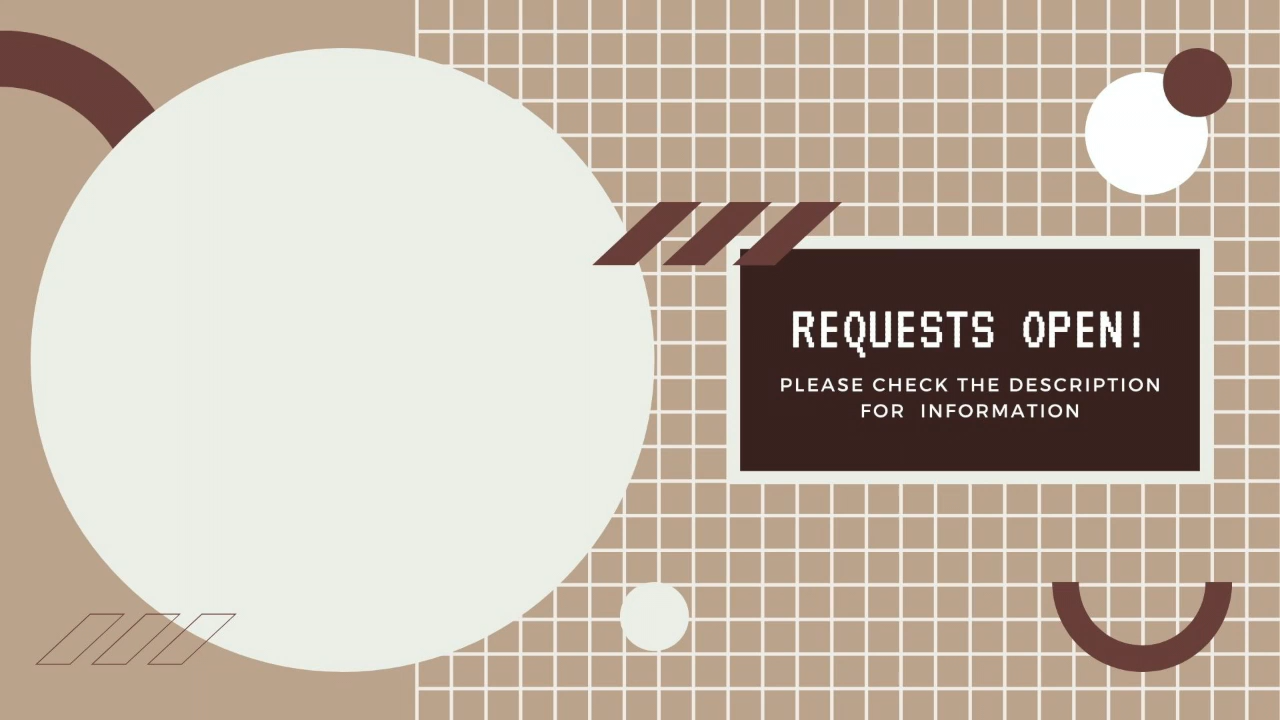 REQUESTS OPEN!
PLEASE CHECK THE DESCRIPTION
FOR INFORMATION